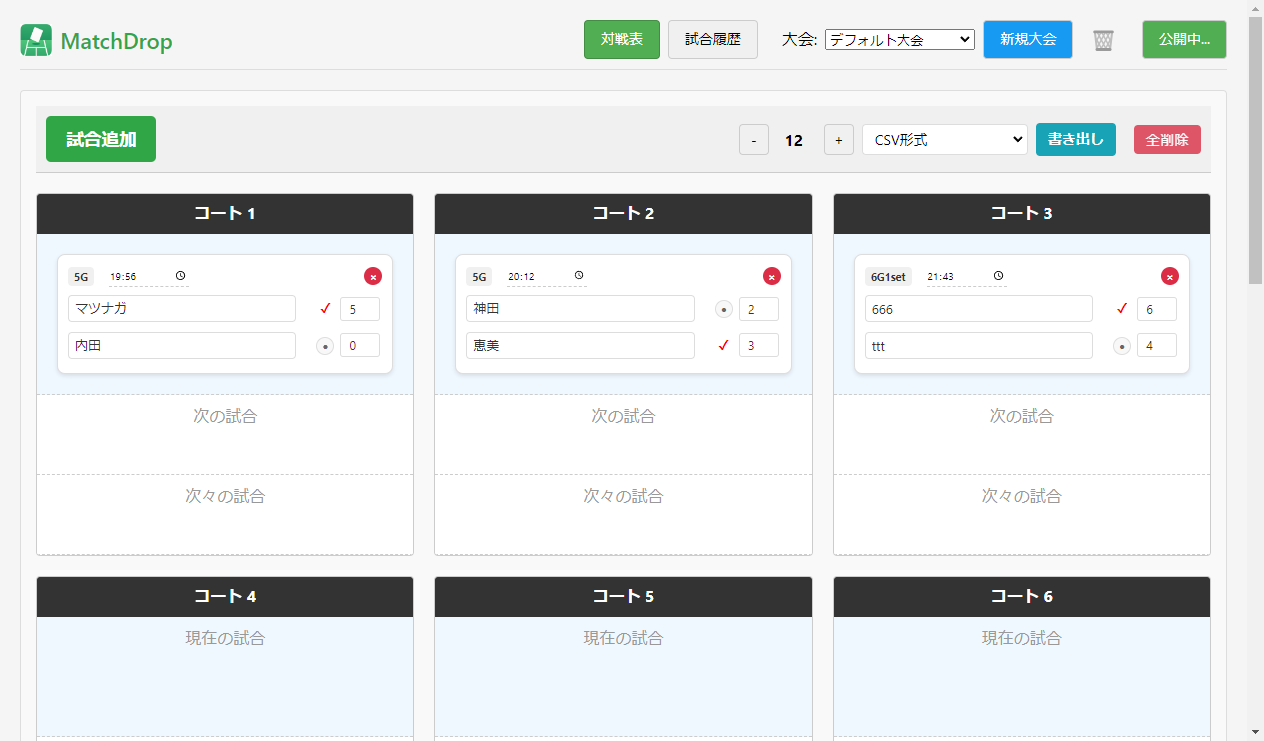 MatchDrop 対戦表 試合履歴 大会: デフォルト大会 新規大会 公開中...
試合追加 - 12 + CSV形式 書き出し 全削除
コート 1 コート 2 コート 3
5G 19:56 × 5G 20:12 × 6G1set 21:43 ×
マツナガ ✓ 5 神田 2 666 ✓ 6
内田 0 恵美 ✓ 3 ttt 4
次の試合 次の試合 次の試合
次々の試合 次々の試合 次々の試合
コート 4 コート 5 コート 6
現在の試合 現在の試合 現在の試合